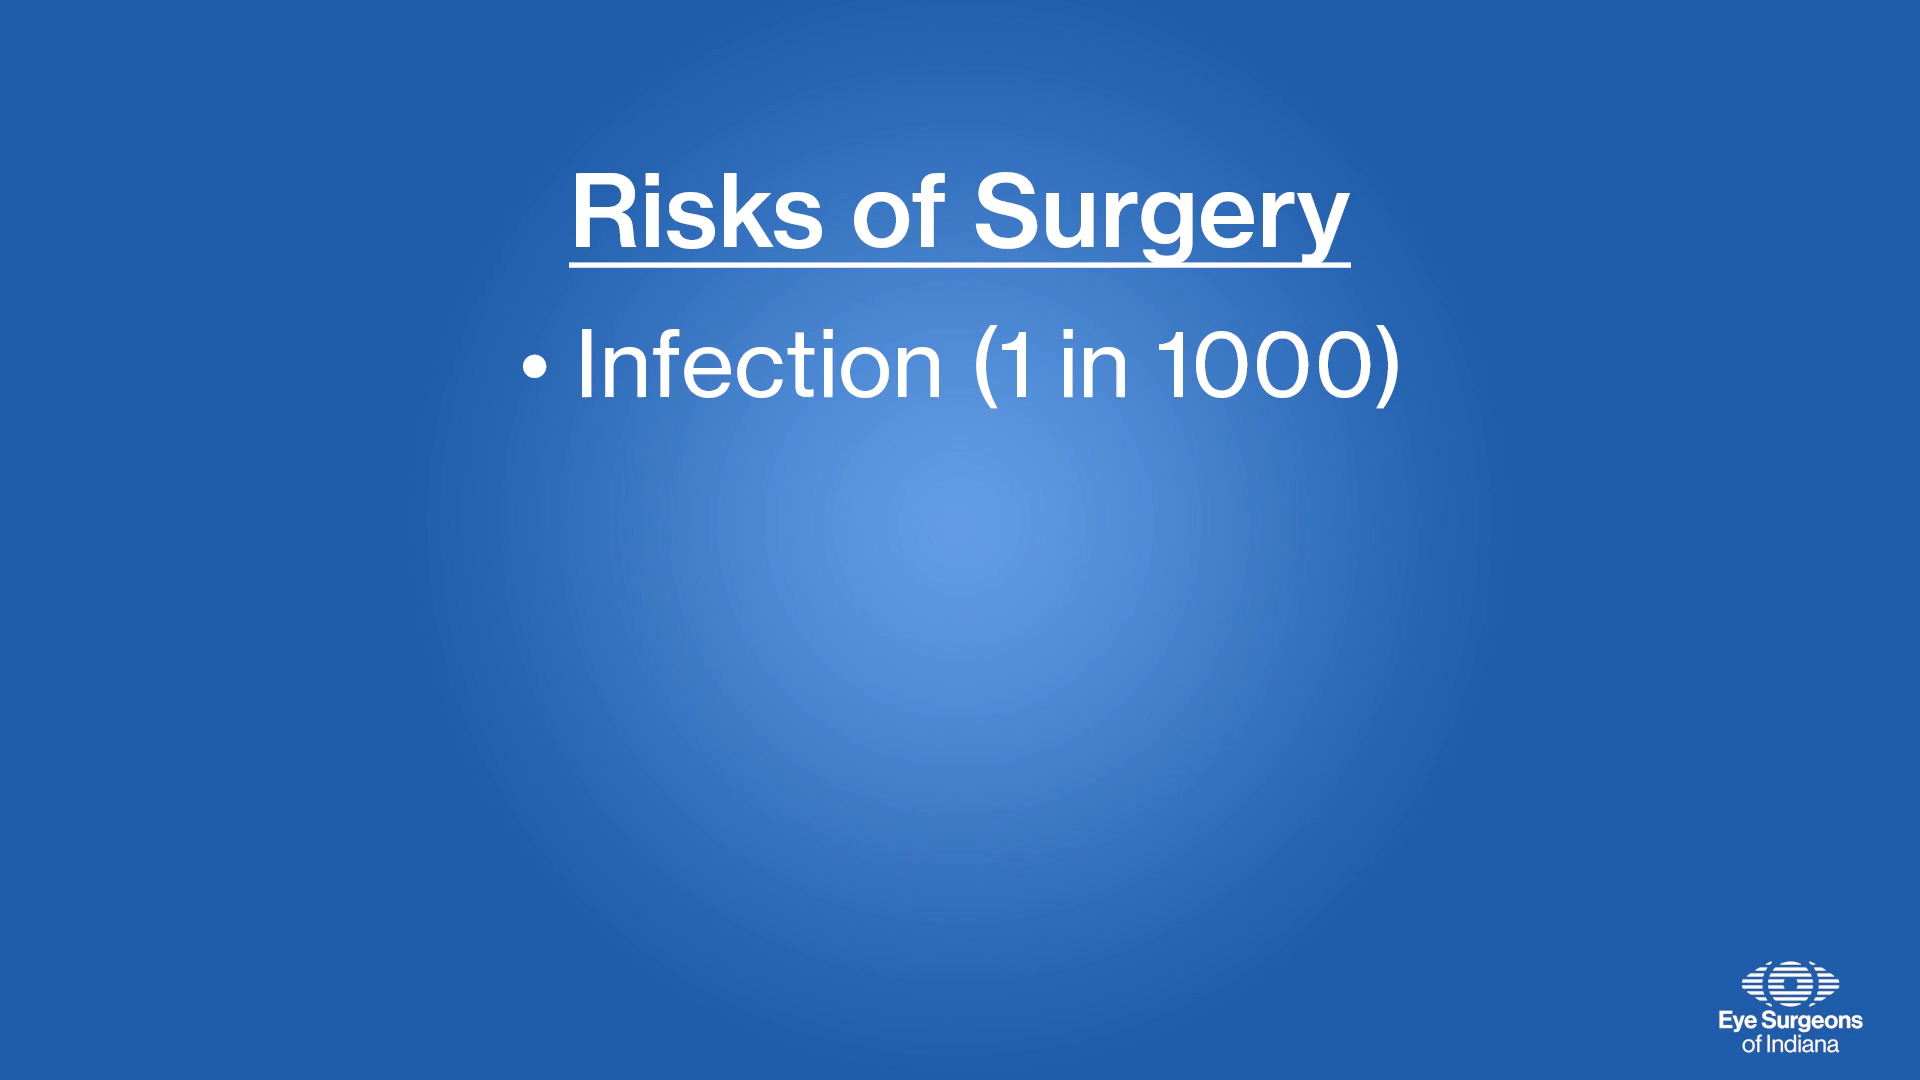 Risks of Surgery
• Infection (1 in 1000)
Eye Surgeons
of Indiana